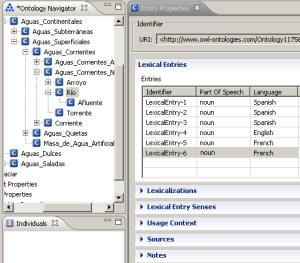 *Ontology Navigator
Aguas_Continentales
Aguas_Subterráneas
Aguas_Superficiales
Aguas_Corrientes
Aguas_Corrientes_A
Aguas_Corrientes_N
Arroyo
Río
Afluente
Torrente
Corriente
Aguas_Quietas
Masa_de_Agua_Artificial
Aguas_Dulces
Aguas_Saladas
aciar
t Properties
Properties
Individuals
Entity Properties
Identifier
URI: <http://www.owl-ontologies.com/Ontology11756
Lexical Entries
Entries
Identifier Part Of Speech Language
LexicalEntry-1 noun Spanish
LexicalEntry-2 noun Spanish
LexicalEntry-3 noun Spanish
LexicalEntry-4 noun English
LexicalEntry-5 noun French
LexicalEntry-6 noun French
Lexicalizations
Lexical Entry Senses
Usage Context
Sources
Notes